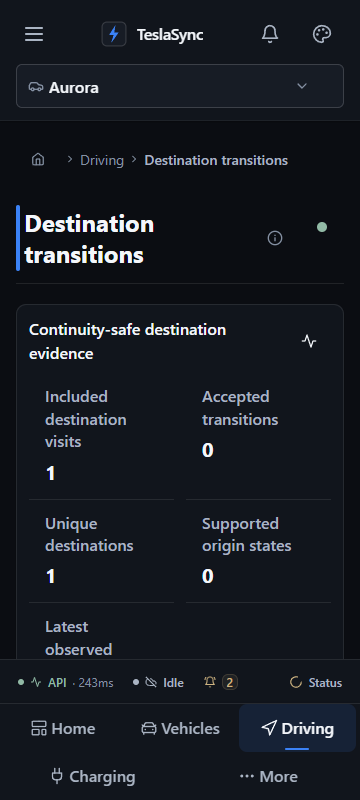 TeslaSync
Aurora
Driving
Destination transitions
Destination
transitions
Continuity-safe destination
evidence
Included
destination
visits
1
Accepted
transitions
0
Unique
destinations
1
Supported
origin states
0
Latest
observed
API · 243ms
Idle
2
Status
Home
Vehicles
Driving
Charging
More